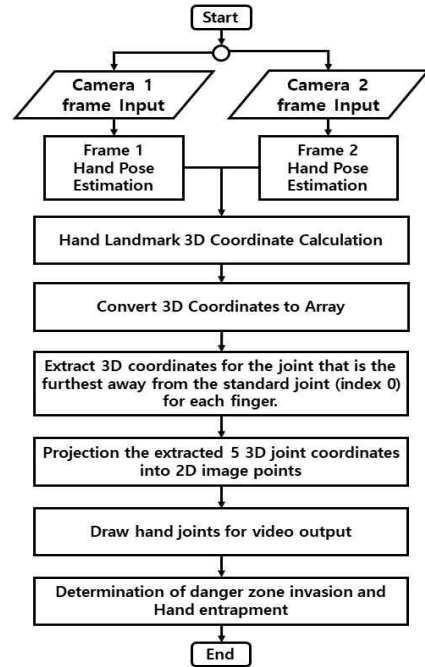 Start
Camera 1
frame Input
Camera 2
frame Input
Frame 1
Hand Pose
Estimation
Frame 2
Hand Pose
Estimation
Hand Landmark 3D Coordinate Calculation
Convert 3D Coordinates to Array
Extract 3D coordinates for the joint that is the
furthest away from the standard joint (index 0)
for each finger.
Projection the extracted 5 3D joint coordinates
into 2D image points
Draw hand joints for video output
Determination of danger zone invasion and
Hand entrapment
End